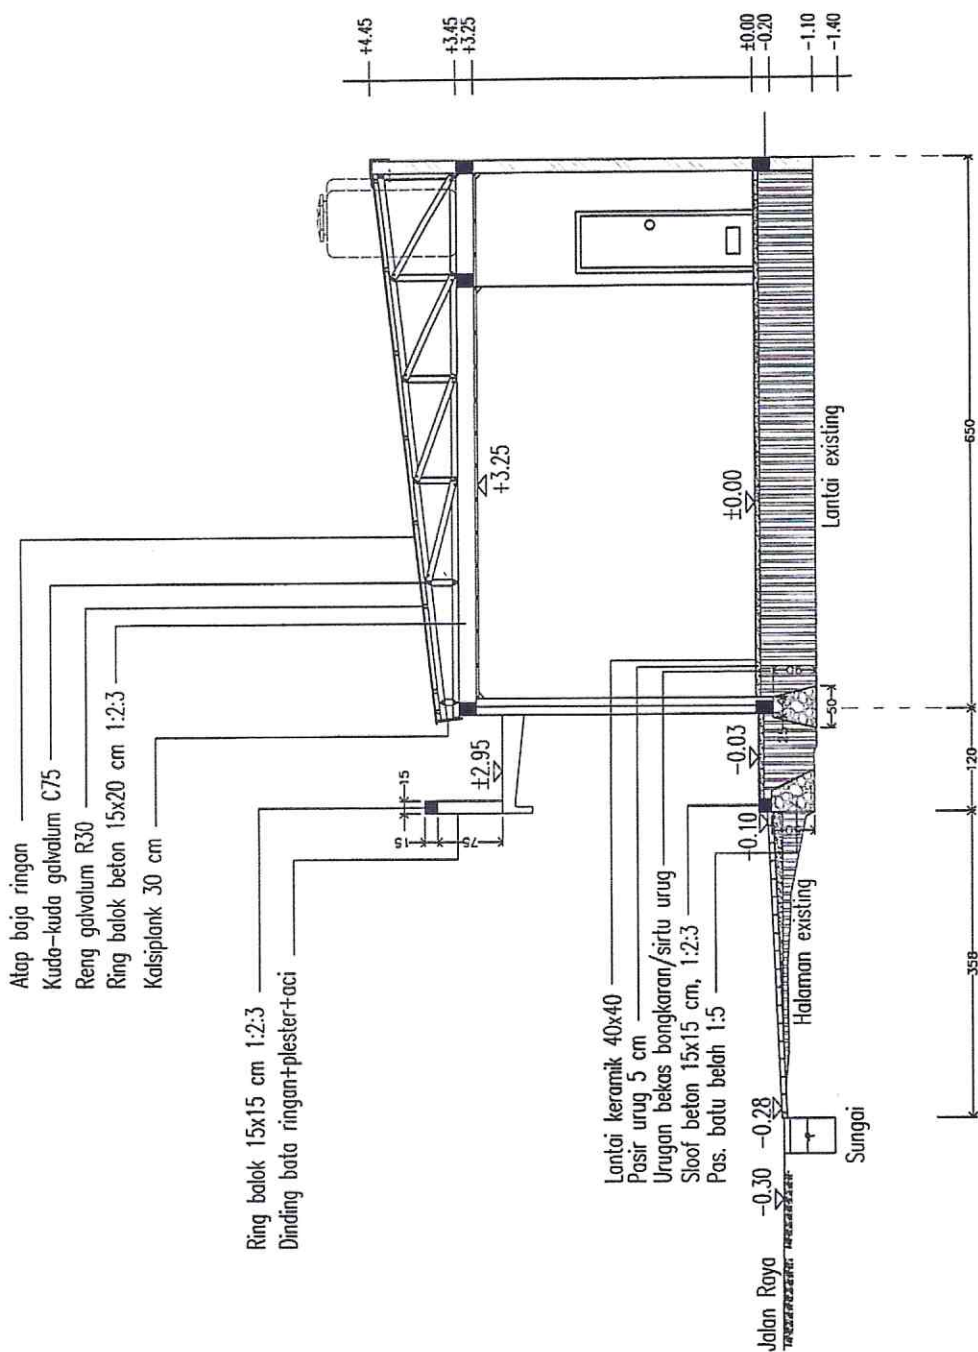 Atap baja ringan
Kuda-kuda galvalum C75
Reng galvalum R30
Ring balok beton 15x20 cm 1:2:3
Kalsiplank 30 cm
Ring balok 15x15 cm 1:2:3
Dinding bata ringan+plester+aci
Lantai keramik 40x40
Pasir urug 5 cm
Urugan bekas bongkaran/sirtu urug
Sloof beton 15x15 cm, 1:2:3
Pas. batu belah 1:5
+4.45
+3.45
+3.25
±0.00
-0.20
-1.10
-1.40
+3.25
±2.95
15
15
75
±0.00
-0.03
-0.10
-0.28
-0.30
25
50
Lantai existing
Halaman existing
Sungai
Jalan Raya
650
120
358